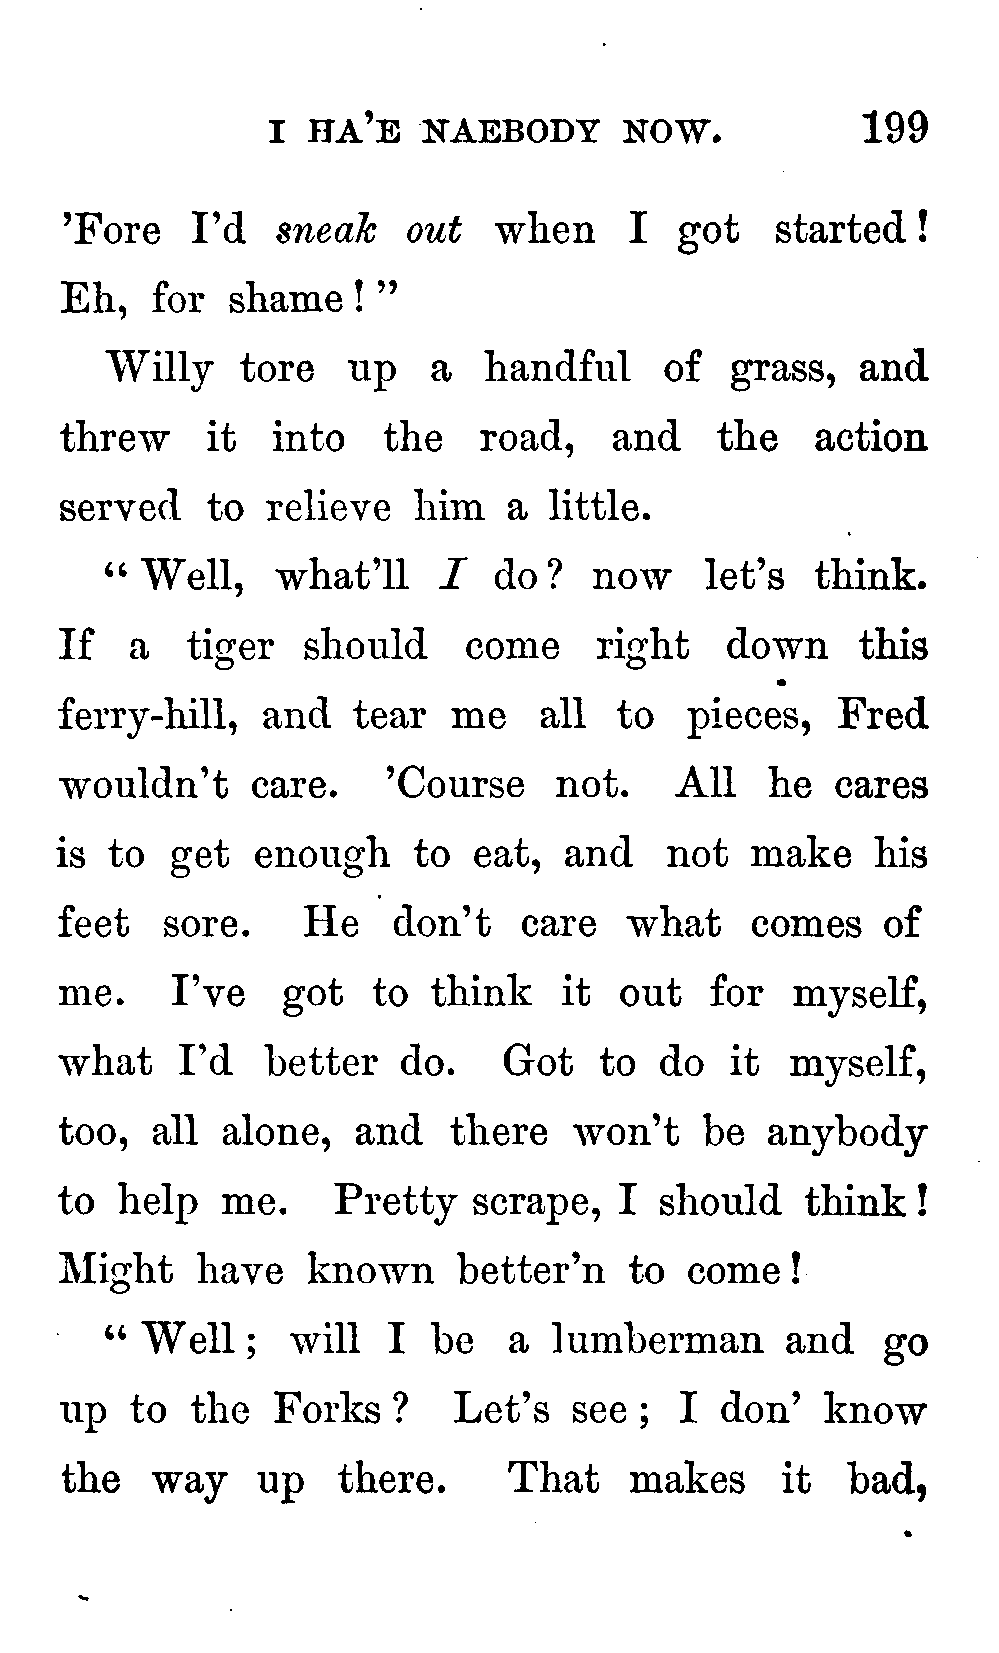 I HA'E NAEBODY NOW. 199
'Fore I'd sneak out when I got started!
Eh, for shame!"
Willy tore up a handful of grass, and
threw it into the road, and the action
served to relieve him a little.
"Well, what'll I do? now let's think.
If a tiger should come right down this
ferry-hill, and tear me all to pieces, Fred
wouldn't care. 'Course not. All he cares
is to get enough to eat, and not make his
feet sore. He don't care what comes of
me. I've got to think it out for myself,
what I'd better do. Got to do it myself,
too, all alone, and there won't be anybody
to help me. Pretty scrape, I should think!
Might have known better'n to come!
"Well; will I be a lumberman and go
up to the Forks? Let's see; I don' know
the way up there. That makes it bad,